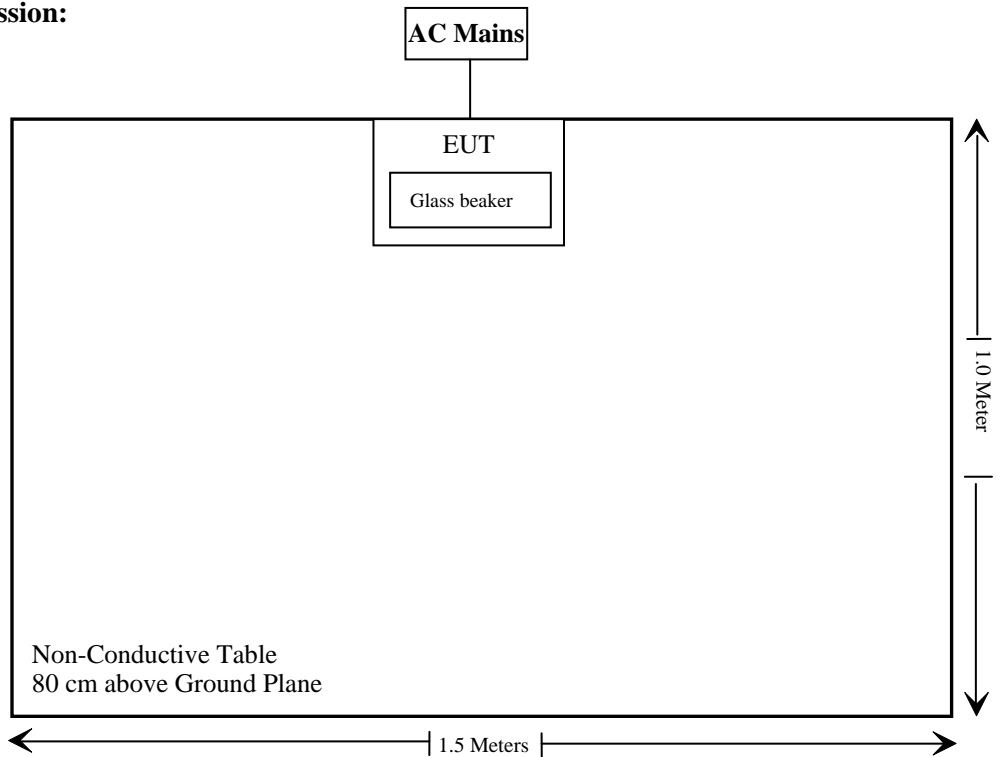 ssion:
AC Mains
EUT
Glass beaker
1.0 Meter
Non-Conductive Table
80 cm above Ground Plane
1.5 Meters